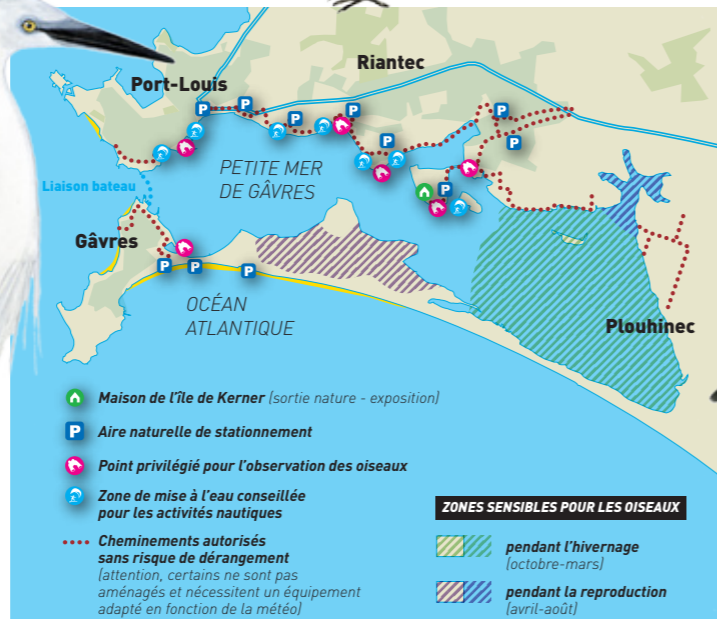 Riantec
Port-Louis
PETITE MER
DE GÂVRES
Liaison bateau
Gâvres
OCÉAN
ATLANTIQUE
Plouhinec
Maison de l'île de Kerner (sortie nature - exposition)
P Aire naturelle de stationnement
Point privilégié pour l'observation des oiseaux
Zone de mise à l'eau conseillée
pour les activités nautiques
Cheminements autorisés
sans risque de dérangement
(attention, certains ne sont pas
aménagés et nécessitent un équipement
adapté en fonction de la météo)
ZONES SENSIBLES POUR LES OISEAUX
pendant l'hivernage
(octobre-mars)
pendant la reproduction
(avril-août)